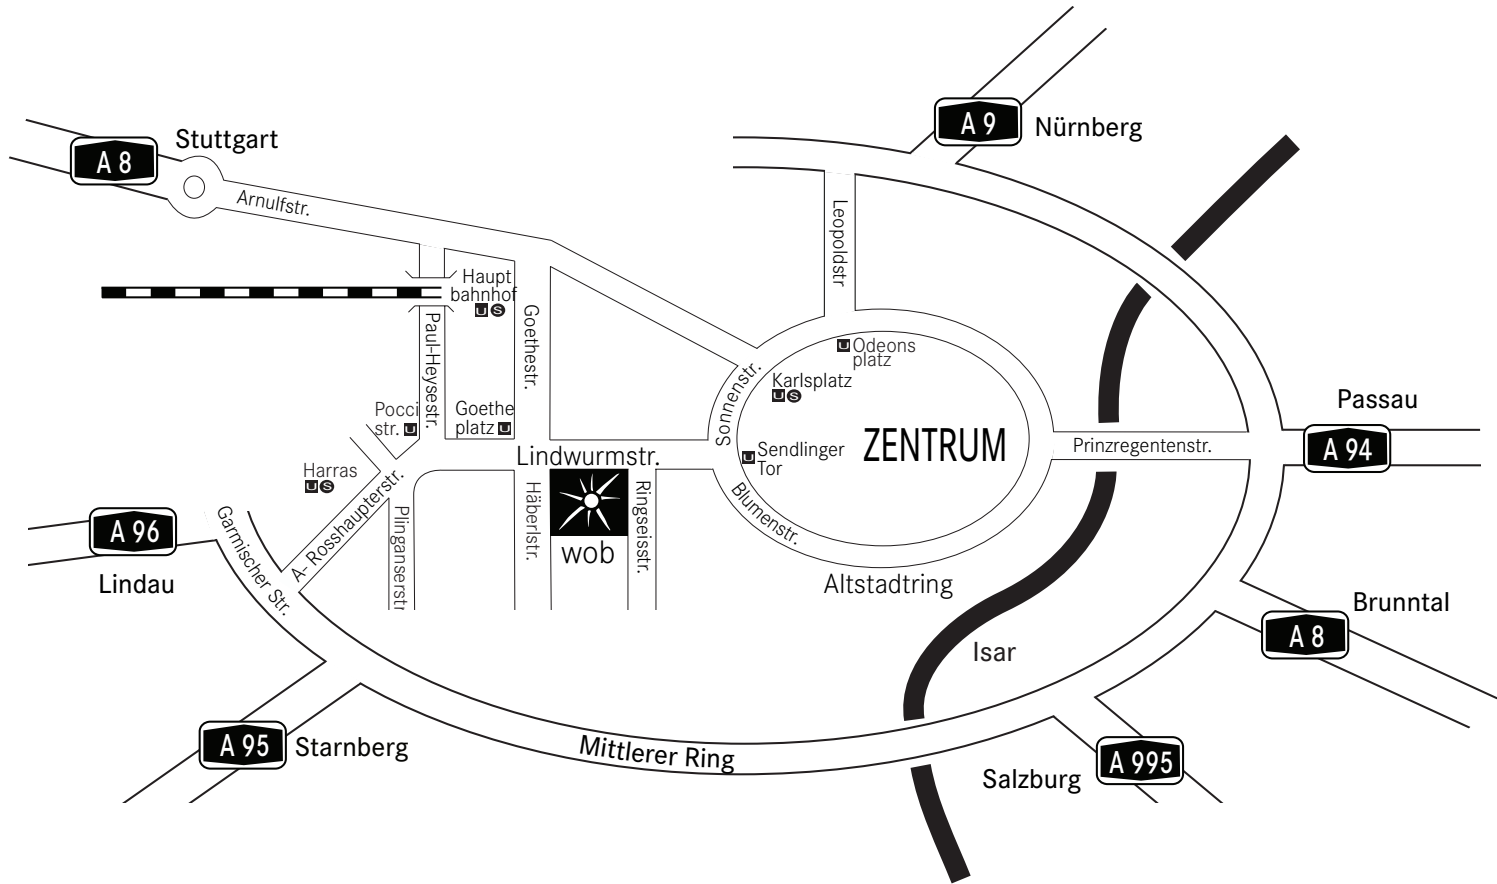 A 9
Nürnberg
Stuttgart
A 8
Arnulfstr.
Leopoldstr
Haupt
bahnhof
U S
Goethestr.
Paul-Heysestr.
U Odeons
platz
Karlsplatz
U S
Sonnenstr.
Pocci
str. U
Goethe
platz U
Passau
A 94
Prinzregentenstr.
ZENTRUM
U Sendlinger
Tor
Lindwurmstr.
Harras
U S
A- Rosshaupterstr.
Plinganserstr
Häberlstr.
Ringseisstr.
wob
Blumenstr.
Altstadtring
A 96
Lindau
Garmischer Str.
Brunntal
A 8
Isar
A 95
Starnberg
Mittlerer Ring
Salzburg
A 995